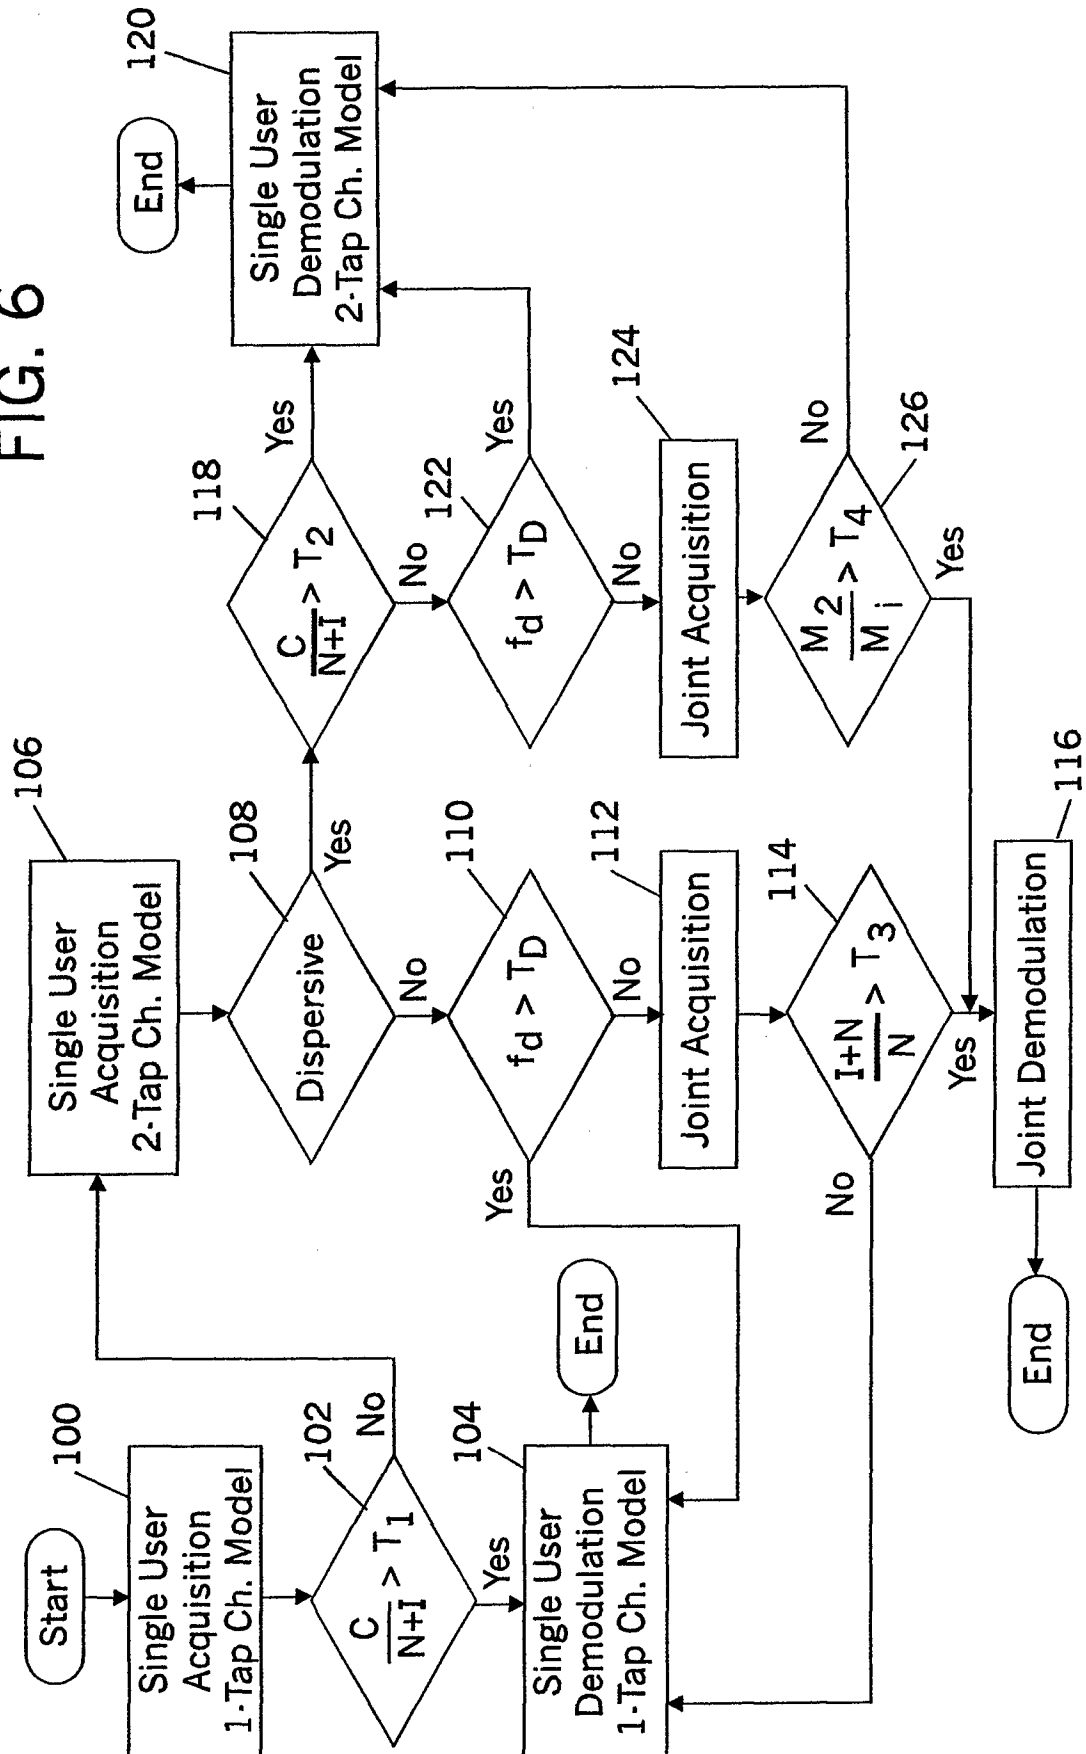 FIG. 6
Start
100
Single User
Acquisition
1-Tap Ch. Model
102
C
N+I
> T1
No
Yes
104
Single User
Demodulation
1-Tap Ch. Model
End
106
Single User
Acquisition
2-Tap Ch. Model
108
Dispersive
Yes
No
110
fd > TD
Yes
No
112
Joint Acquisition
114
I+N
N
> T3
No
Yes
116
Joint Demodulation
End
118
C
N+I
> T2
Yes
No
120
Single User
Demodulation
2-Tap Ch. Model
End
122
fd > TD
Yes
No
124
Joint Acquisition
126
M2
Mi
> T4
No
Yes